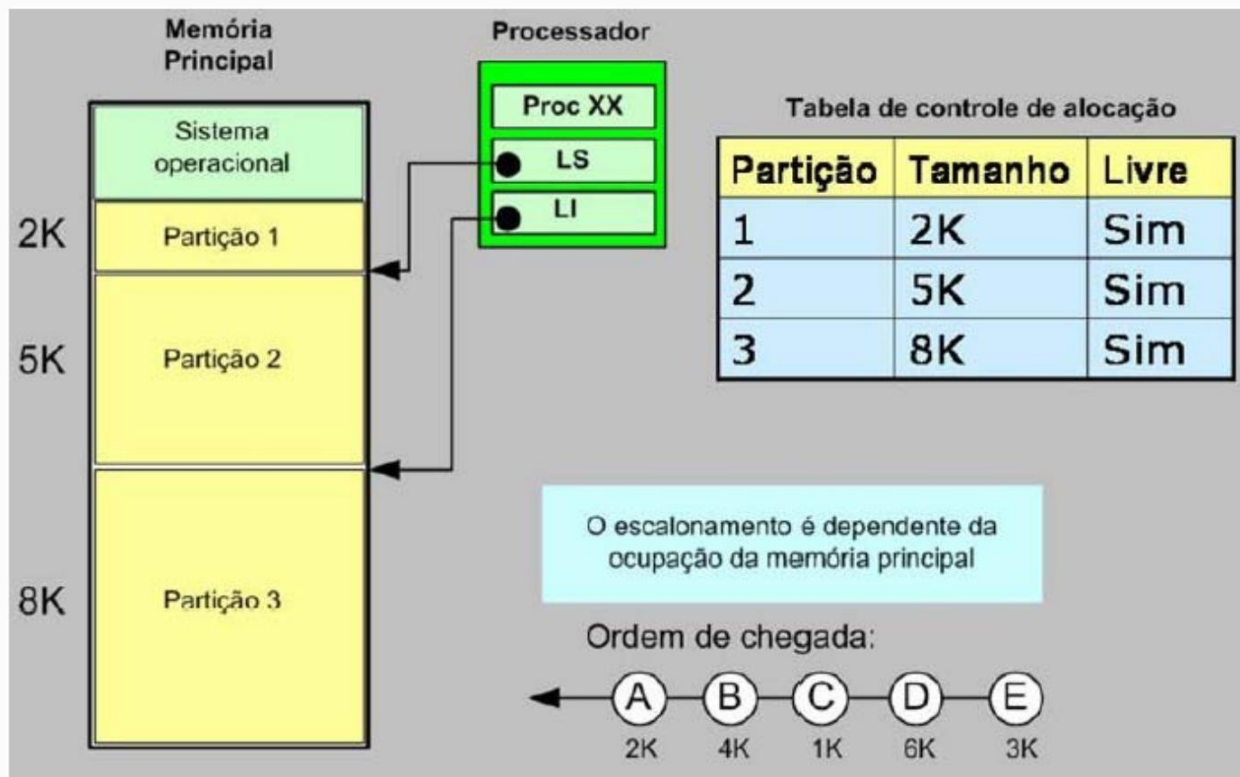 Memória
Principal
Sistema
operacional
2K
Partição 1
5K
Partição 2
8K
Partição 3
Processador
Proc XX
LS
LI
Tabela de controle de alocação
Partição Tamanho Livre
1 2K Sim
2 5K Sim
3 8K Sim
O escalonamento é dependente da
ocupação da memória principal
Ordem de chegada:
A B C D E
2K 4K 1K 6K 3K